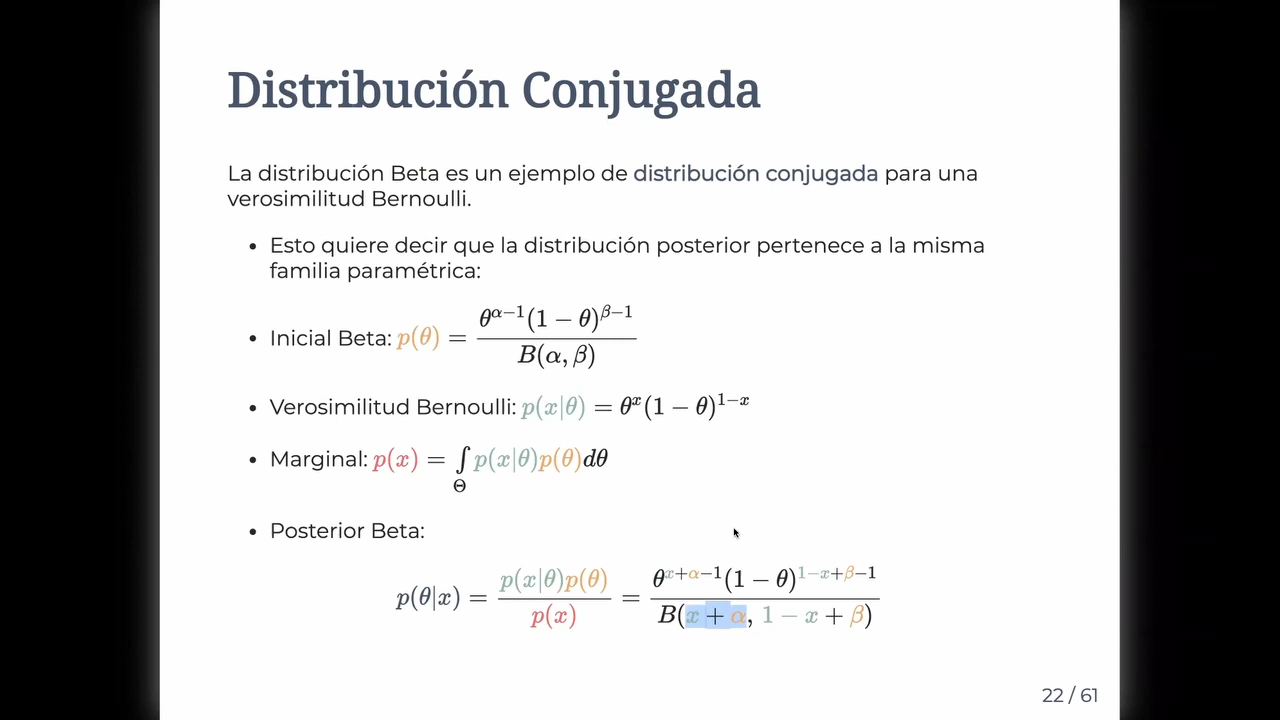 Distribución Conjugada
La distribución Beta es un ejemplo de distribución conjugada para una
verosimilitud Bernoulli.
• Esto quiere decir que la distribución posterior pertenece a la misma
familia paramétrica:
• Inicial Beta: p(θ) = θ^{α−1}(1 − θ)^{β−1} / B(α, β)
• Verosimilitud Bernoulli: p(x|θ) = θ^x(1 − θ)^{1−x}
• Marginal: p(x) = ∫_Θ p(x|θ)p(θ)dθ
• Posterior Beta:
p(θ|x) = p(x|θ)p(θ) / p(x) = θ^{x+α−1}(1 − θ)^{1−x+β−1} / B(x + α, 1 − x + β)
22 / 61